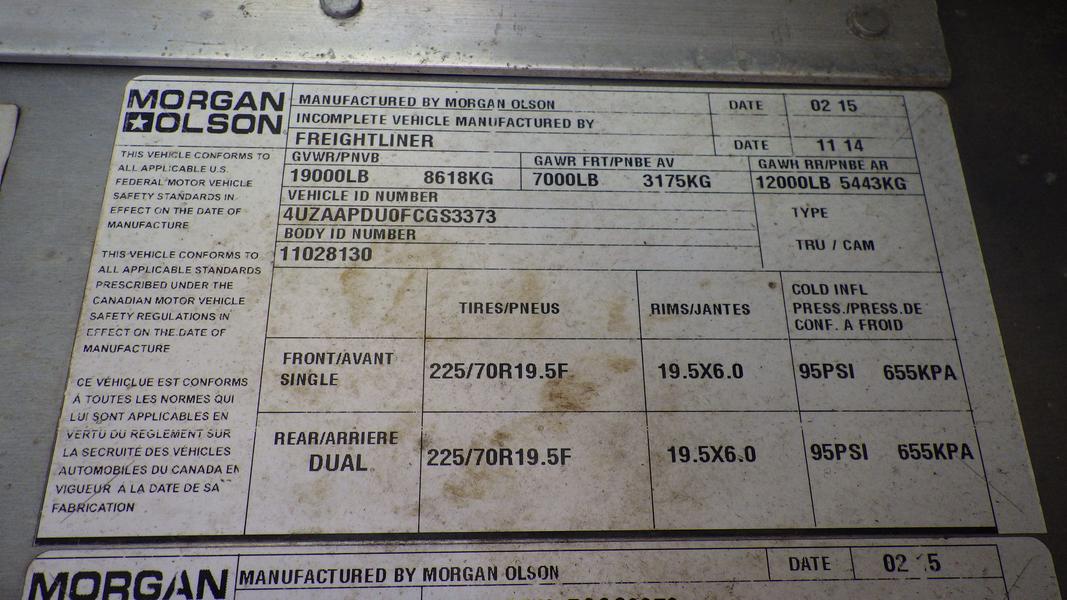 MORGAN OLSON
MANUFACTURED BY MORGAN OLSON DATE 02 15
INCOMPLETE VEHICLE MANUFACTURED BY
FREIGHTLINER DATE 11 14
GVWR/PNVB GAWR FRT/PNBE AV GAWH RR/PNBE AR
19000LB 8618KG 7000LB 3175KG 12000LB 5443KG
VEHICLE ID NUMBER
4UZAAPDU0FCGS3373
TYPE
BODY ID NUMBER
TRU / CAM
11028130
THIS VEHICLE CONFORMS TO
ALL APPLICABLE U.S.
FEDERAL MOTOR VEHICLE
SAFETY STANDARDS IN
EFFECT ON THE DATE OF
MANUFACTURE
THIS VEHICLE CONFORMS TO
ALL APPLICABLE STANDARDS
PRESCRIBED UNDER THE
CANADIAN MOTOR VEHICLE
SAFETY REGULATIONS IN
EFFECT ON THE DATE OF
MANUFACTURE
CE VÉHICLUE EST CONFORMS
À TOUTES LES NORMES QUI
LUI SONT APPLICABLES EN
VERTU DU REGLEMENT SUR
LA SECRUITÉ DES VÉHICLES
AUTOMOBILES DU CANADA EN
VIGUEUR A LA DATE DE SA
FABRICATION
TIRES/PNEUS RIMS/JANTES
COLD INFL
PRESS./PRESS.DE
CONF. A FROID
FRONT/AVANT
SINGLE
225/70R19.5F 19.5X6.0 95PSI 655KPA
REAR/ARRIERE
DUAL
225/70R19.5F 19.5X6.0 95PSI 655KPA
MORGAN
MANUFACTURED BY MORGAN OLSON DATE 02